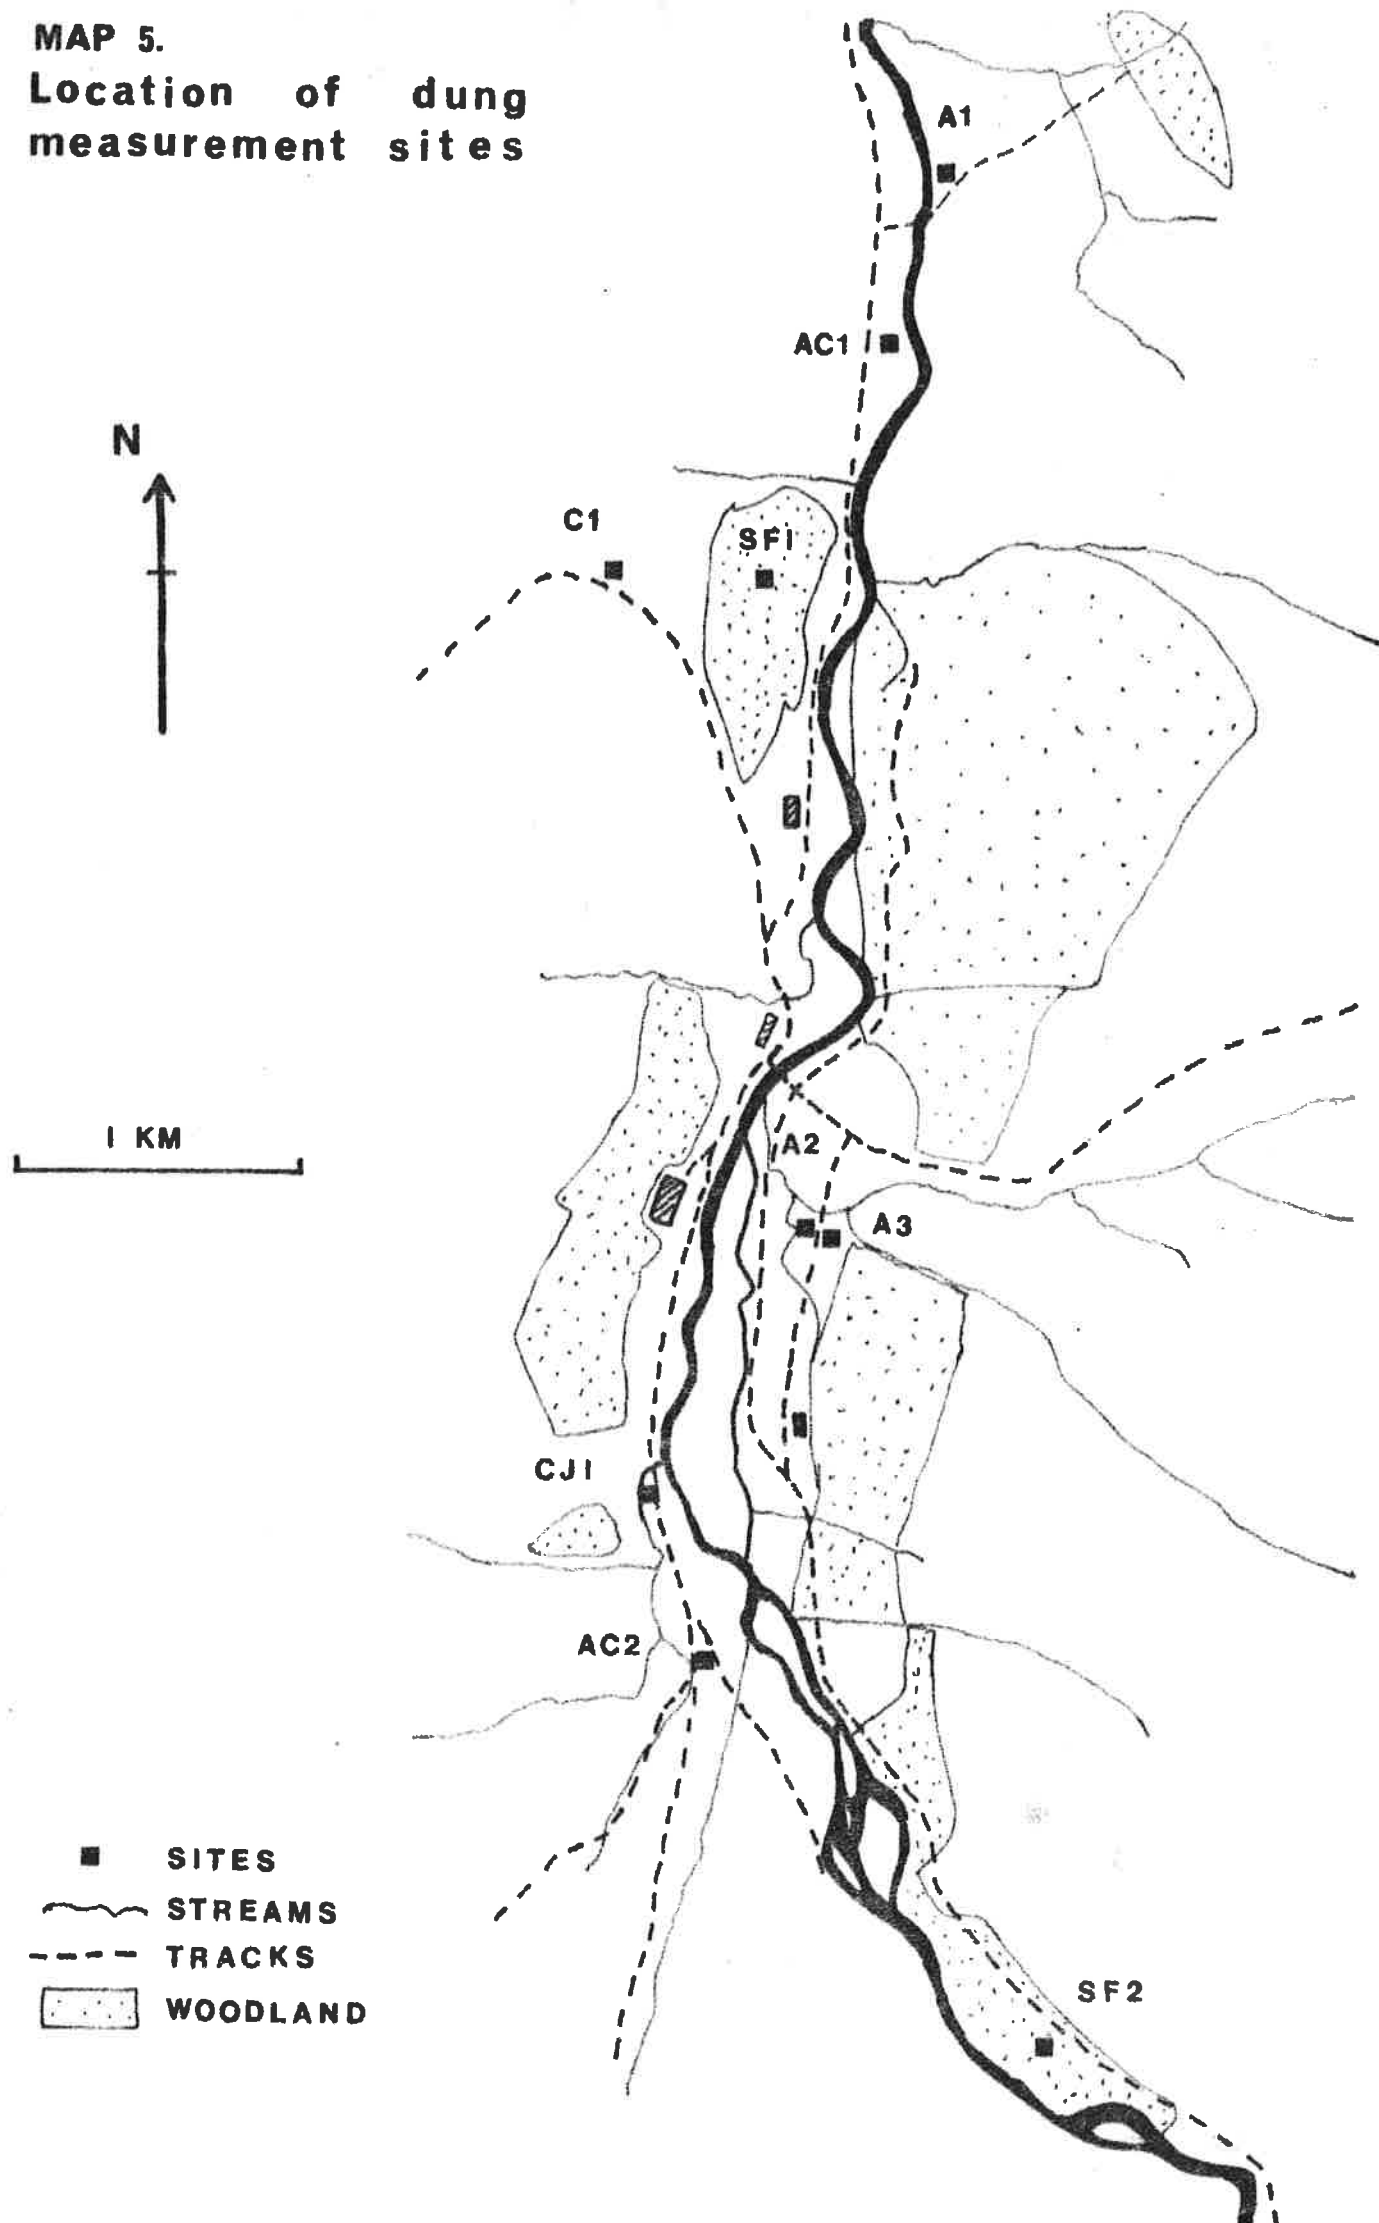 MAP 5.
Location of dung
measurement sites
A1
AC1
N
C1
SF1
1 KM
A2
A3
CJ1
AC2
SITES
STREAMS
TRACKS
WOODLAND
SF2